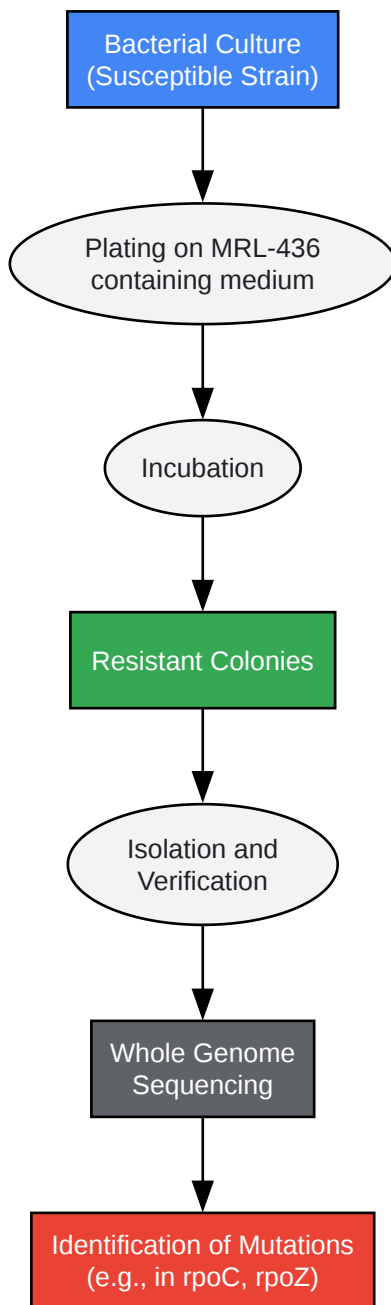 Bacterial Culture
(Susceptible Strain)
Plating on MRL-436
containing medium
Incubation
Resistant Colonies
Isolation and
Verification
Whole Genome
Sequencing
Identification of Mutations
(e.g., in rpoC, rpoZ)